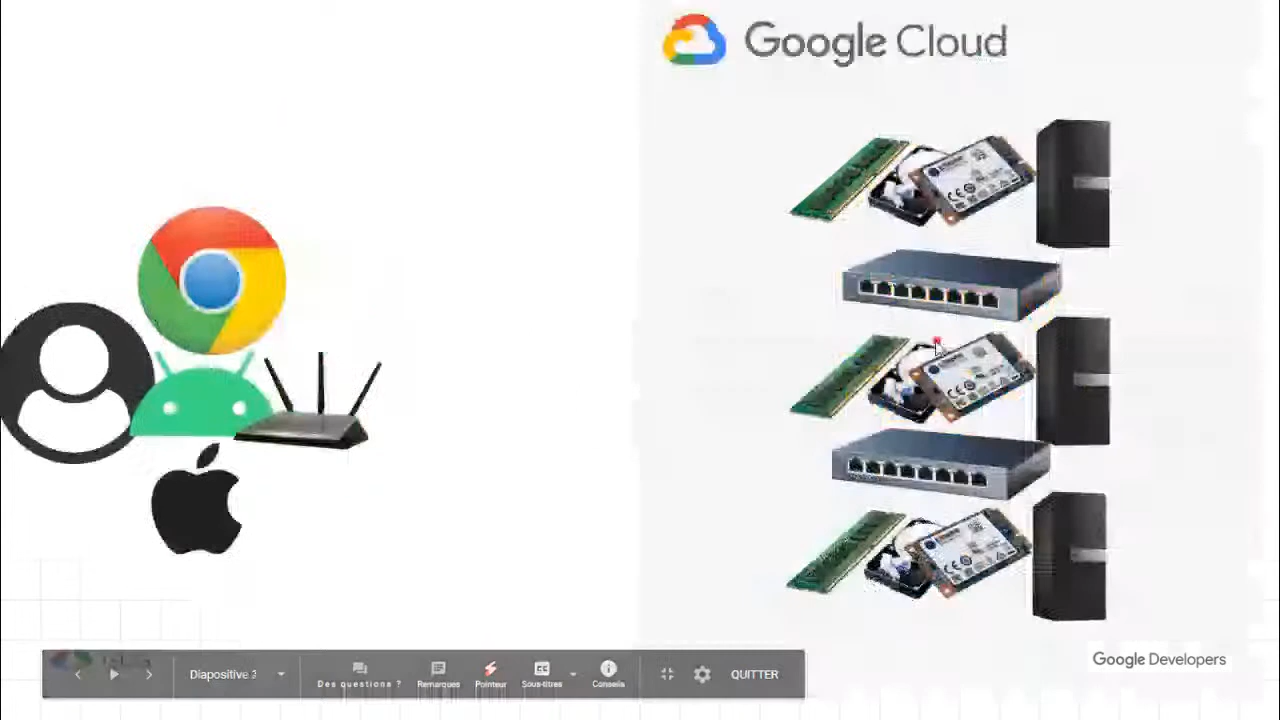 Google Cloud
Diapositive 3
Des questions ?
Remarques
Pointeur
Sous-titres
Conseils
QUITTER
Google Developers